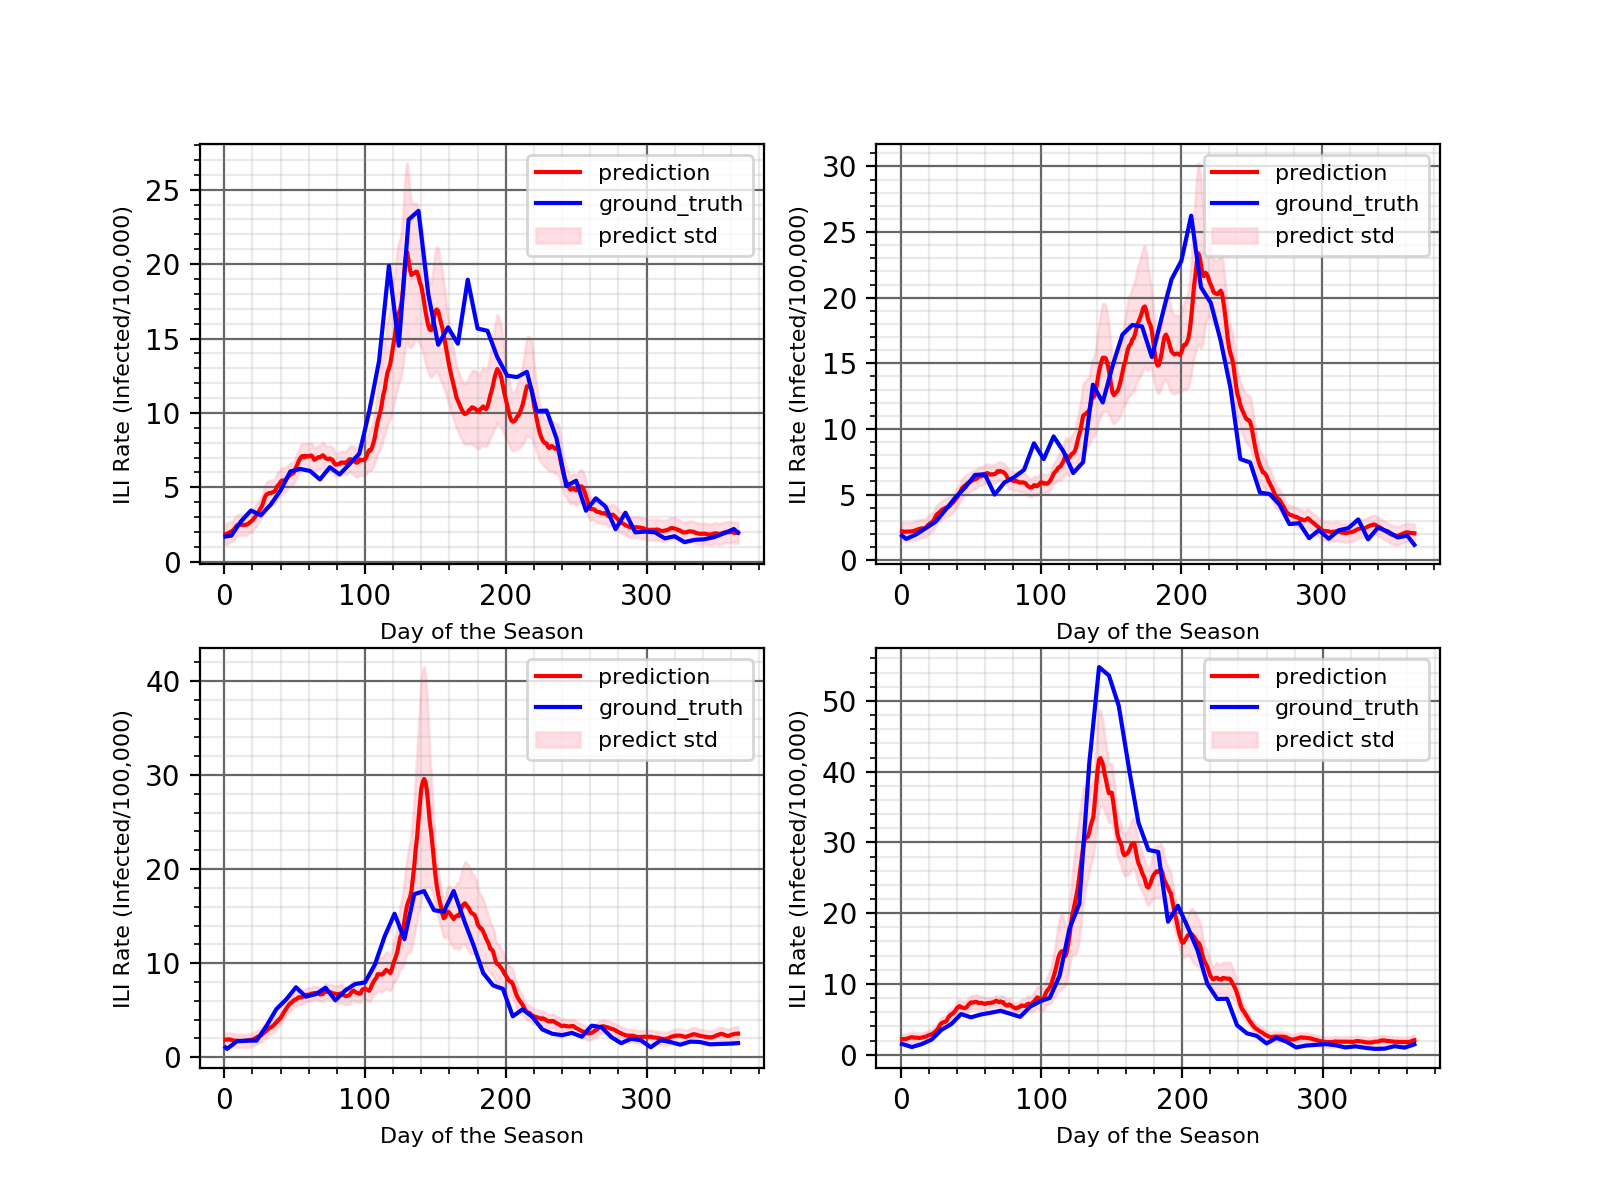 ILI Rate (Infected/100,000)
25
20
15
10
5
0
0 100 200 300
Day of the Season
prediction
ground_truth
predict std
ILI Rate (Infected/100,000)
30
25
20
15
10
5
0
0 100 200 300
Day of the Season
prediction
ground_truth
predict std
ILI Rate (Infected/100,000)
40
30
20
10
0
0 100 200 300
Day of the Season
prediction
ground_truth
predict std
ILI Rate (Infected/100,000)
50
40
30
20
10
0
0 100 200 300
Day of the Season
prediction
ground_truth
predict std